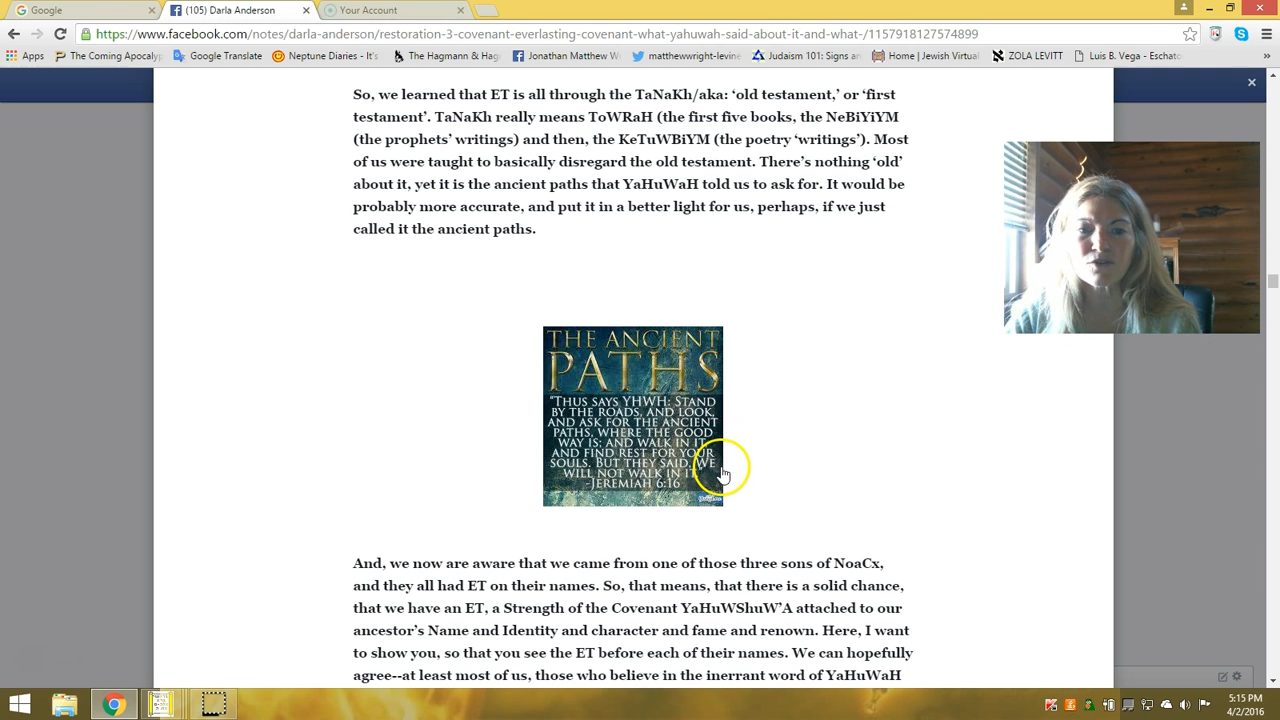 Google
(105) Darla Anderson
Your Account
https://www.facebook.com/notes/darla-anderson/restoration-3-covenant-everlasting-covenant-what-yahuwah-said-about-it-and-what-/1157918127574899
Apps
The Coming Apocalyp
Google Translate
Neptune Diaries - It's
The Hagmann & Hag
Jonathan Matthew W
matthewwright-levine
Judaism 101: Signs an
Home | Jewish Virtual
ZOLA LEVITT
Luis B. Vega - Eschat
So, we learned that ET is all through the TaNaKh/aka: ‘old testament,’ or ‘first
testament’. TaNaKh really means ToWRaH (the first five books, the NeBiYiYM
(the prophets’ writings) and then, the KeTuWBiYM (the poetry ‘writings’). Most
of us were taught to basically disregard the old testament. There’s nothing ‘old’
about it, yet it is the ancient paths that YaHuWaH told us to ask for. It would be
probably more accurate, and put it in a better light for us, perhaps, if we just
called it the ancient paths.
THE ANCIENT
PATHS
"THUS SAYS YHWH: STAND
BY THE ROADS, AND LOOK,
AND ASK FOR THE ANCIENT
PATHS, WHERE THE GOOD
WAY IS; AND WALK IN IT,
AND FIND REST FOR YOUR
SOULS. BUT THEY SAID, WE
WILL NOT WALK IN IT"
-JEREMIAH 6:16
And, we now are aware that we came from one of those three sons of NoaCx,
and they all had ET on their names. So, that means, that there is a solid chance,
that we have an ET, a Strength of the Covenant YaHuWShuW’A attached to our
ancestor’s Name and Identity and character and fame and renown. Here, I want
to show you, so that you see the ET before each of their names. We can hopefully
agree--at least most of us, those who believe in the inerrant word of YaHuWaH
5:15 PM
4/2/2016